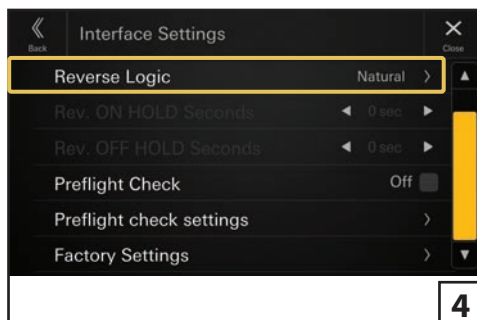 Interface Settings
Back
Close
Reverse Logic Natural
Rev. ON HOLD Seconds 0 sec
Rev. OFF HOLD Seconds 0 sec
Preflight Check Off
Preflight check settings
Factory Settings
4